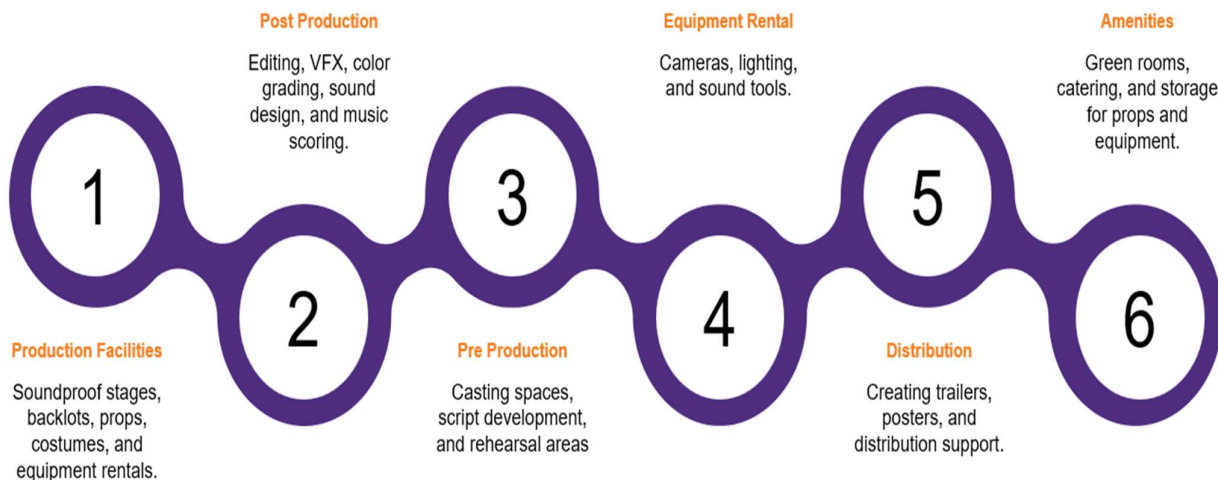 1
Production Facilities
Soundproof stages,
backlots, props,
costumes, and
equipment rentals.
Post Production
Editing, VFX, color
grading, sound
design, and music
scoring.
2
3
Pre Production
Casting spaces,
script development,
and rehearsal areas
Equipment Rental
Cameras, lighting,
and sound tools.
4
5
Distribution
Creating trailers,
posters, and
distribution support.
Amenities
Green rooms,
catering, and storage
for props and
equipment.
6